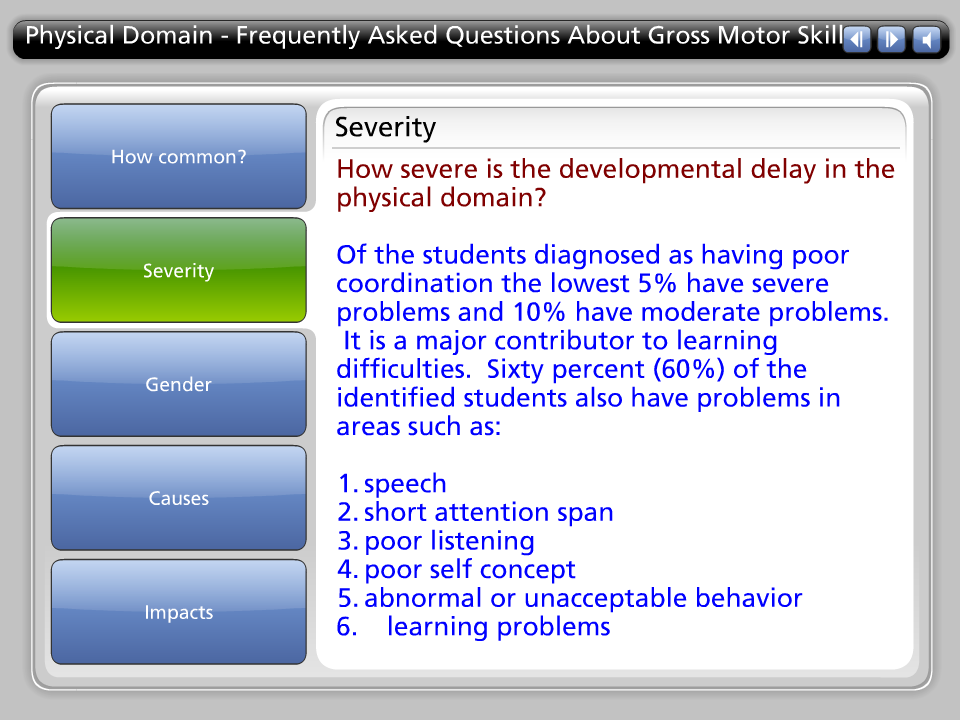 Physical Domain - Frequently Asked Questions About Gross Motor Skill
How common?
Severity
Gender
Causes
Impacts
Severity
How severe is the developmental delay in the
physical domain?
Of the students diagnosed as having poor
coordination the lowest 5% have severe
problems and 10% have moderate problems.
It is a major contributor to learning
difficulties.  Sixty percent (60%) of the
identified students also have problems in
areas such as:
1. speech
2. short attention span
3. poor listening
4. poor self concept
5. abnormal or unacceptable behavior
6.    learning problems